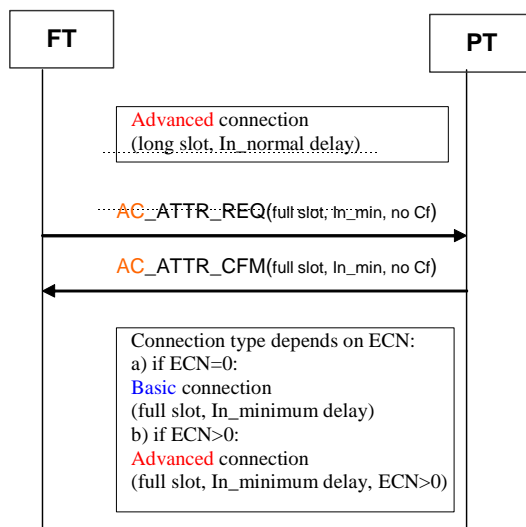 FT
PT
Advanced connection
(long slot, In_normal delay)
AC_ATTR_REQ(full slot, In_min, no Cf)
AC_ATTR_CFM(full slot, In_min, no Cf)
Connection type depends on ECN:
a) if ECN=0:
Basic connection
(full slot, In_minimum delay)
b) if ECN>0:
Advanced connection
(full slot, In_minimum delay, ECN>0)